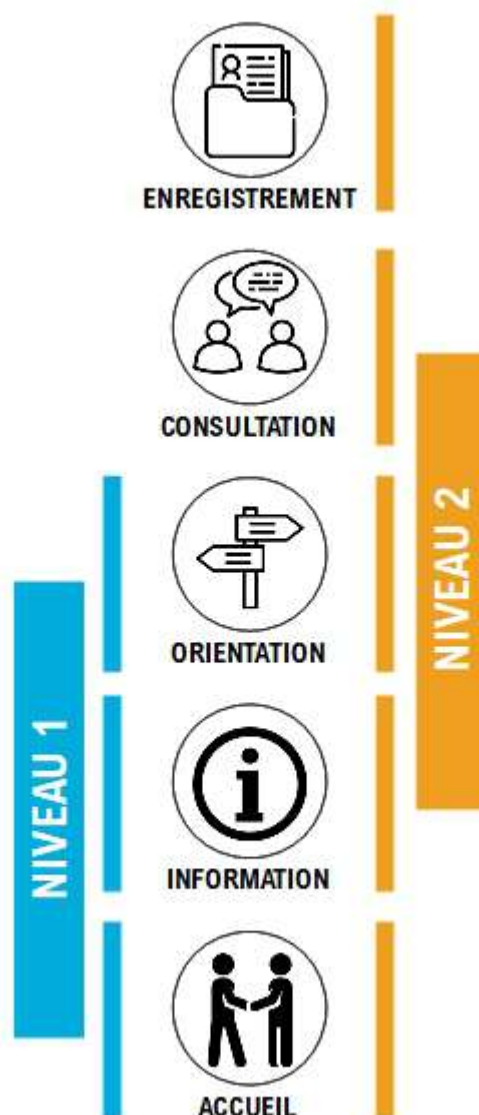 ENREGISTREMENT
CONSULTATION
NIVEAU 2
ORIENTATION
NIVEAU 1
INFORMATION
ACCUEIL